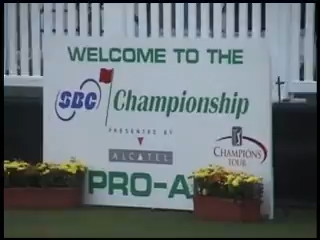 WELCOME TO THE
SBC Championship
PRESENTED BY
ALCATEL
CHAMPIONS
TOUR
PRO-A